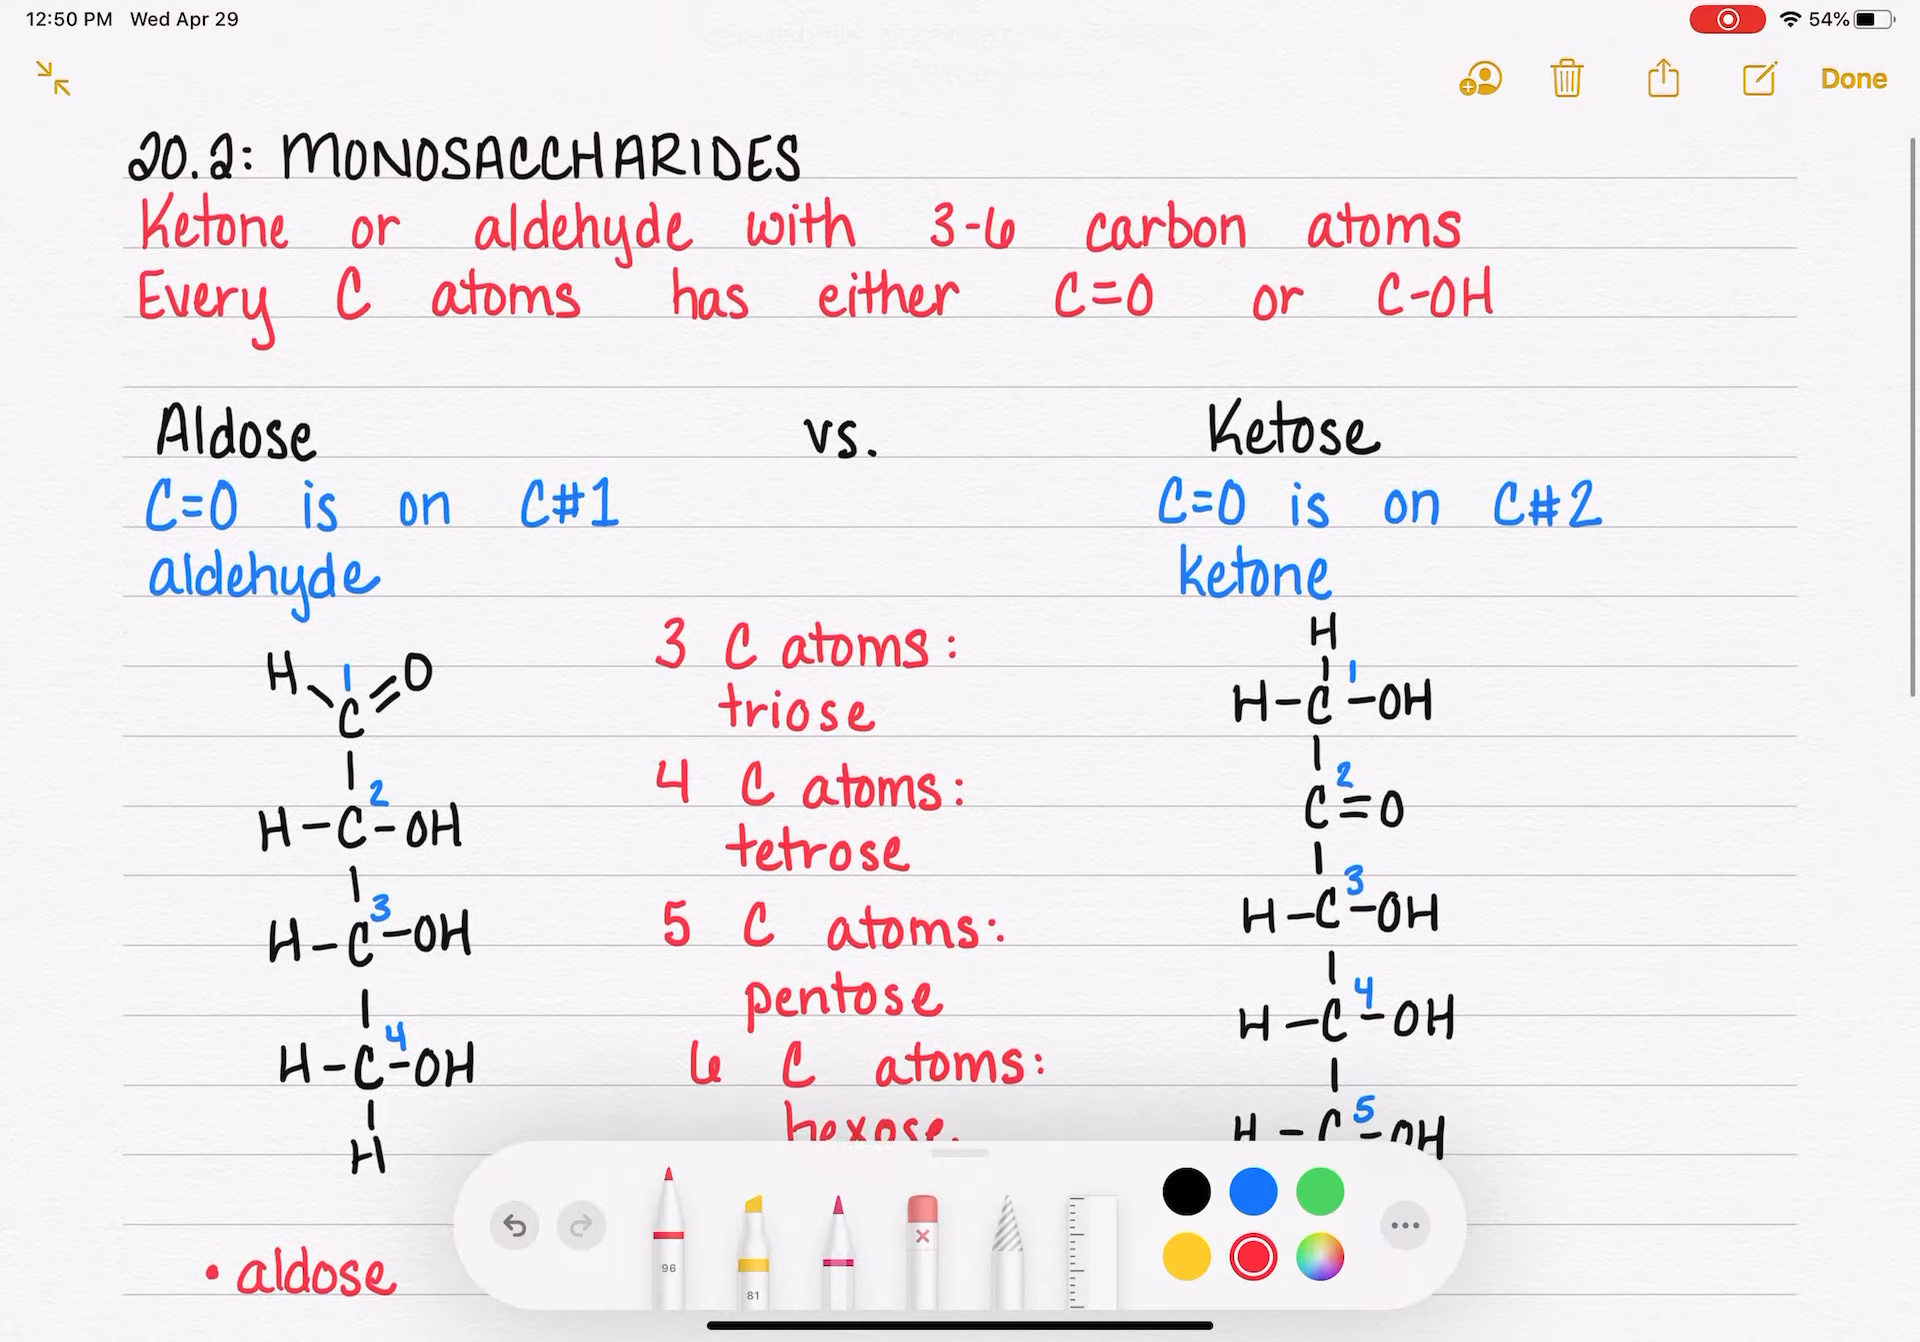 12:50 PM Wed Apr 29
54%
Done
20.2: MONOSACCHARIDES
Ketone or aldehyde with 3-6 carbon atoms
Every C atoms has either C=O or C-OH
Aldose vs. Ketose
C=O is on C#1
aldehyde
H 1 O
C
2
H-C-OH
3
H-C-OH
4
H-C-OH
H
• aldose
3 C atoms:
triose
4 C atoms:
tetrose
5 C atoms:
pentose
6 C atoms:
hexose.
C=O is on C#2
ketone
H
1
H-C-OH
2
C=O
3
H-C-OH
4
H-C-OH
5
H-C-OH
96
81